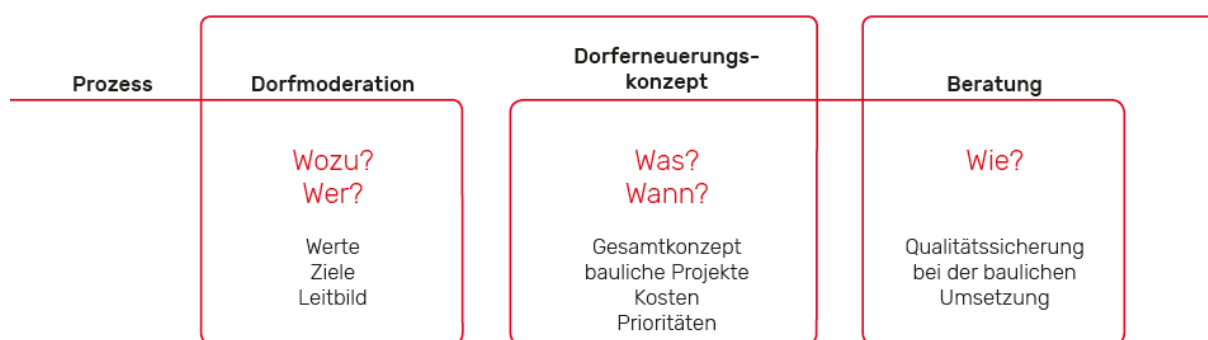 Prozess
Dorfmoderation
Dorferneuerungs-
konzept
Beratung
Wozu?
Wer?
Werte
Ziele
Leitbild
Was?
Wann?
Gesamtkonzept
bauliche Projekte
Kosten
Prioritäten
Wie?
Qualitätssicherung
bei der baulichen
Umsetzung